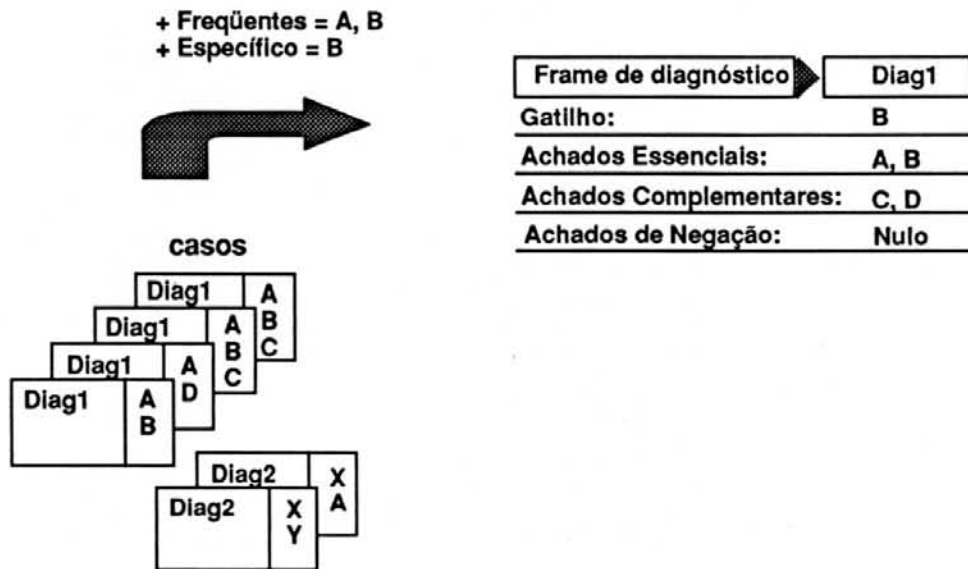 + Freqüentes = A, B
+ Específico = B
Frame de diagnóstico Diag1
Gatilho: B
Achados Essenciais: A, B
Achados Complementares: C, D
Achados de Negação: Nulo
casos
Diag1 A B C
Diag1 A B C
Diag1 A D
Diag1 A B
Diag2 X A
Diag2 X Y